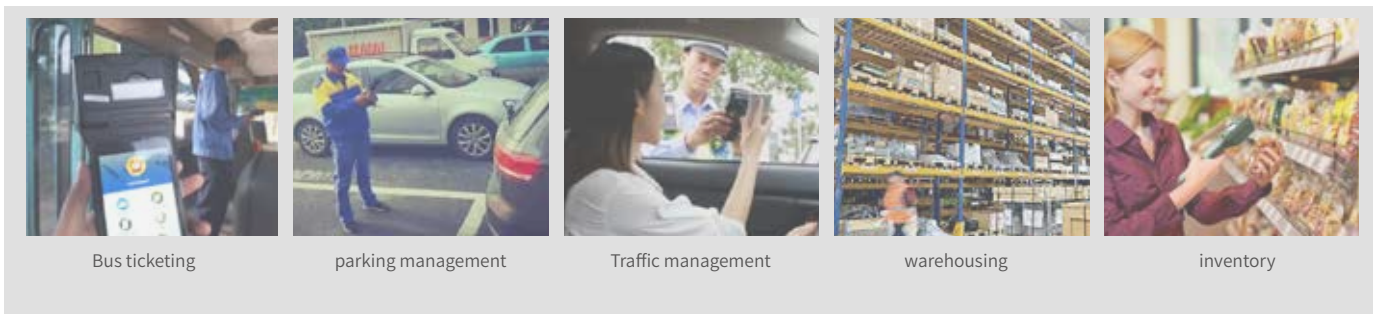 Bus ticketing
parking management
Traffic management
warehousing
inventory